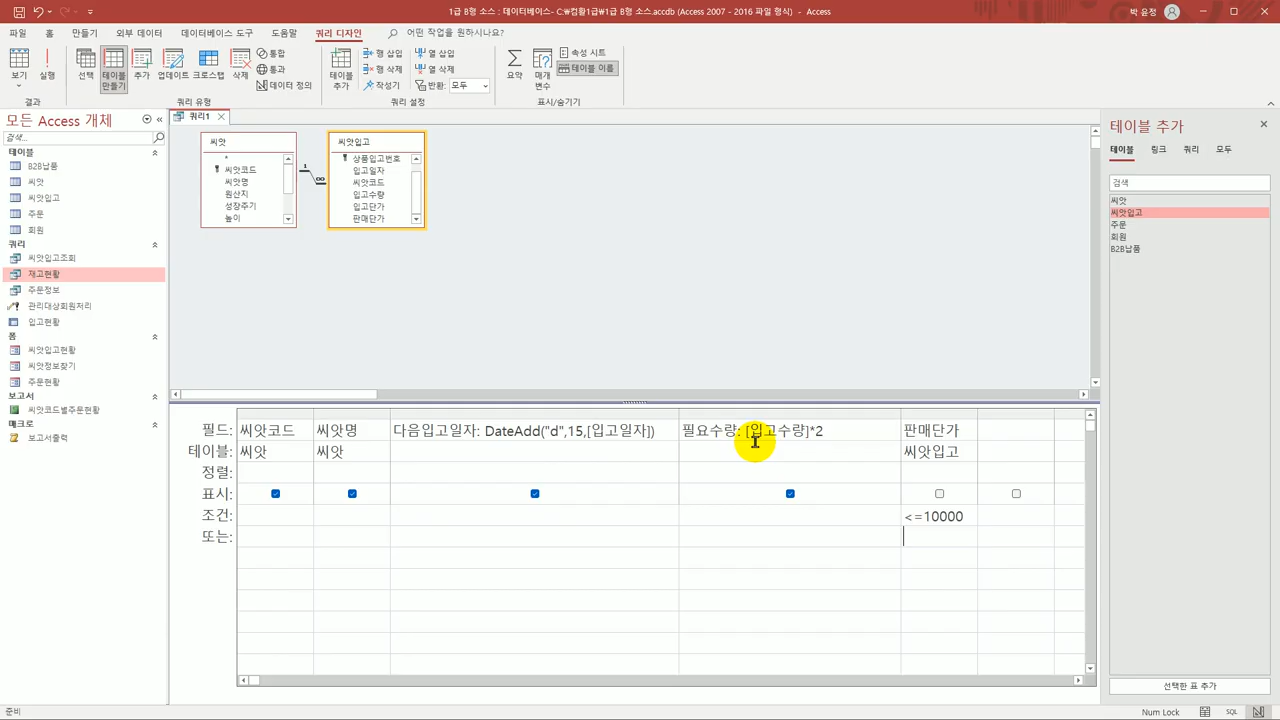 1급 B형 소스 : 데이터베이스- C:₩컴활1급₩1급 B형 소스.accdb (Access 2007 - 2016 파일 형식) - Access
박 윤정
파일 홈 만들기 외부 데이터 데이터베이스 도구 도움말 쿼리 디자인 어떤 작업을 원하시나요?
보기 실행 선택 테이블 만들기 추가 업데이트 크로스탭 삭제 통합 통과 데이터 정의 테이블 추가 행 삽입 행 삭제 작성기 열 삽입 열 삭제 반환: 모두 요약 매개 변수 속성 시트 테이블 이름
결과 쿼리 유형 쿼리 설정 표시/숨기기
모든 Access 개체
검색...
테이블
B2B납품
씨앗
씨앗입고
주문
회원
쿼리
씨앗입고조회
재고현황
주문정보
관리대상회원처리
입고현황
폼
씨앗입고현황
씨앗정보찾기
주문현황
보고서
씨앗코드별주문현황
매크로
보고서출력
쿼리1
씨앗
*
씨앗코드
씨앗명
원산지
성장주기
높이
1
∞
씨앗입고
상품입고번호
입고일자
씨앗코드
입고수량
입고단가
판매단가
필드: 씨앗코드 씨앗명 다음입고일자: DateAdd("d",15,[입고일자]) 필요수량: [입고수량]*2 판매단가
테이블: 씨앗 씨앗 씨앗입고
정렬:
표시:
조건: <=10000
또는:
테이블 추가
테이블 링크 쿼리 모두
검색
씨앗
씨앗입고
주문
회원
B2B납품
선택한 표 추가
준비
Num Lock SQL